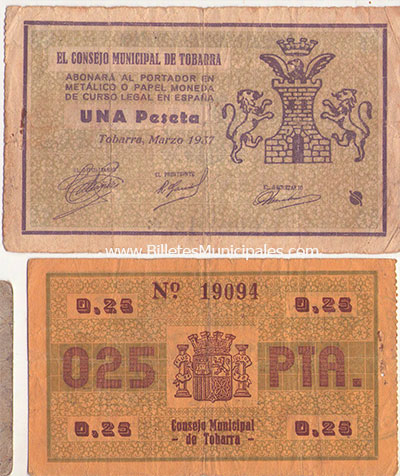 EL CONSEJO MUNICIPAL DE TOBARRA
ABONARÁ AL PORTADOR EN
METÁLICO Ó PAPEL MONEDA
DE CURSO LEGAL EN ESPAÑA
UNA Peseta
Tobarra, Marzo 1937
EL PRESIDENTE
www.BilletesMunicipales.com
Nº 19094
0,25 0,25
025 PTA.
0,25 0,25
Consejo Municipal
- de Tobarra -